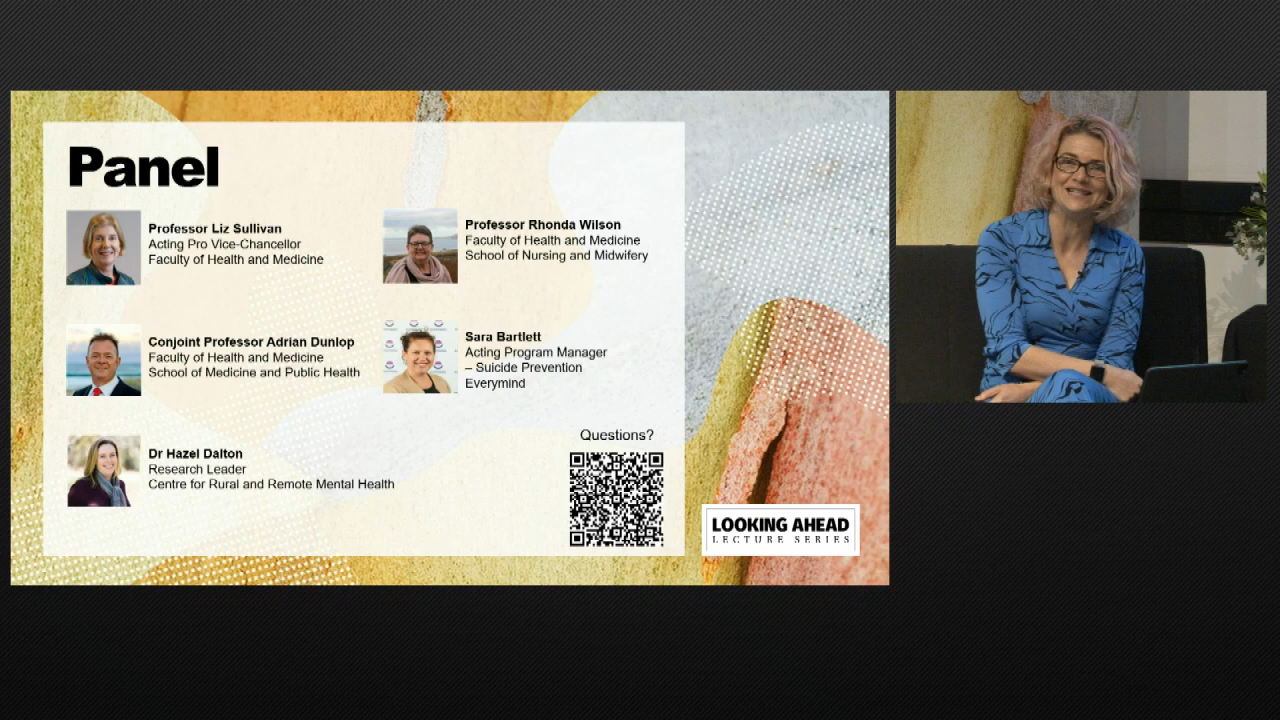 Panel
Professor Liz Sullivan
Acting Pro Vice-Chancellor
Faculty of Health and Medicine
Professor Rhonda Wilson
Faculty of Health and Medicine
School of Nursing and Midwifery
Conjoint Professor Adrian Dunlop
Faculty of Health and Medicine
School of Medicine and Public Health
Sara Bartlett
Acting Program Manager
– Suicide Prevention
Everymind
Dr Hazel Dalton
Research Leader
Centre for Rural and Remote Mental Health
Questions?
LOOKING AHEAD
LECTURE SERIES